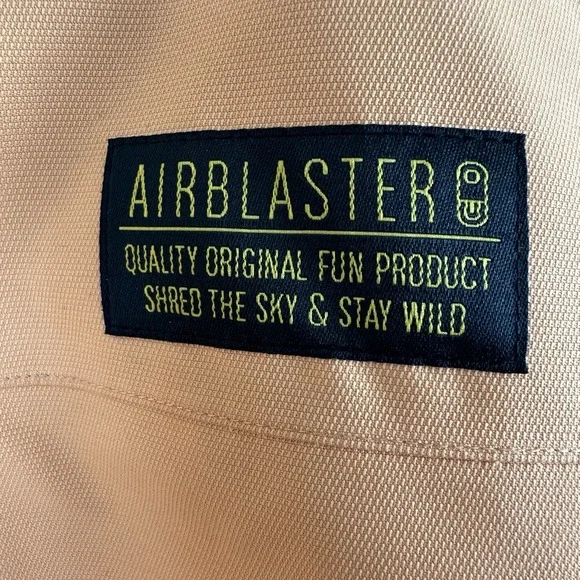 AIRBLASTER
QUALITY ORIGINAL FUN PRODUCT
SHRED THE SKY & STAY WILD